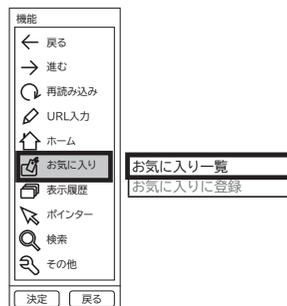 機能
戻る
進む
再読み込み
URL入力
ホーム
お気に入り
お気に入り一覧
お気に入りに登録
表示履歴
ポインター
検索
その他
決定 戻る